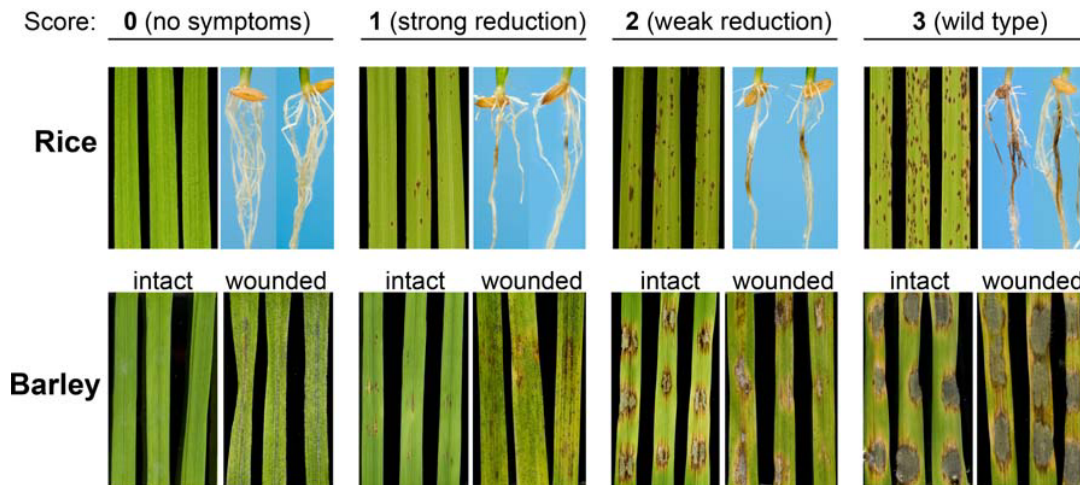 Score: 0 (no symptoms) 1 (strong reduction) 2 (weak reduction) 3 (wild type)
Rice
intact wounded intact wounded intact wounded intact wounded
Barley